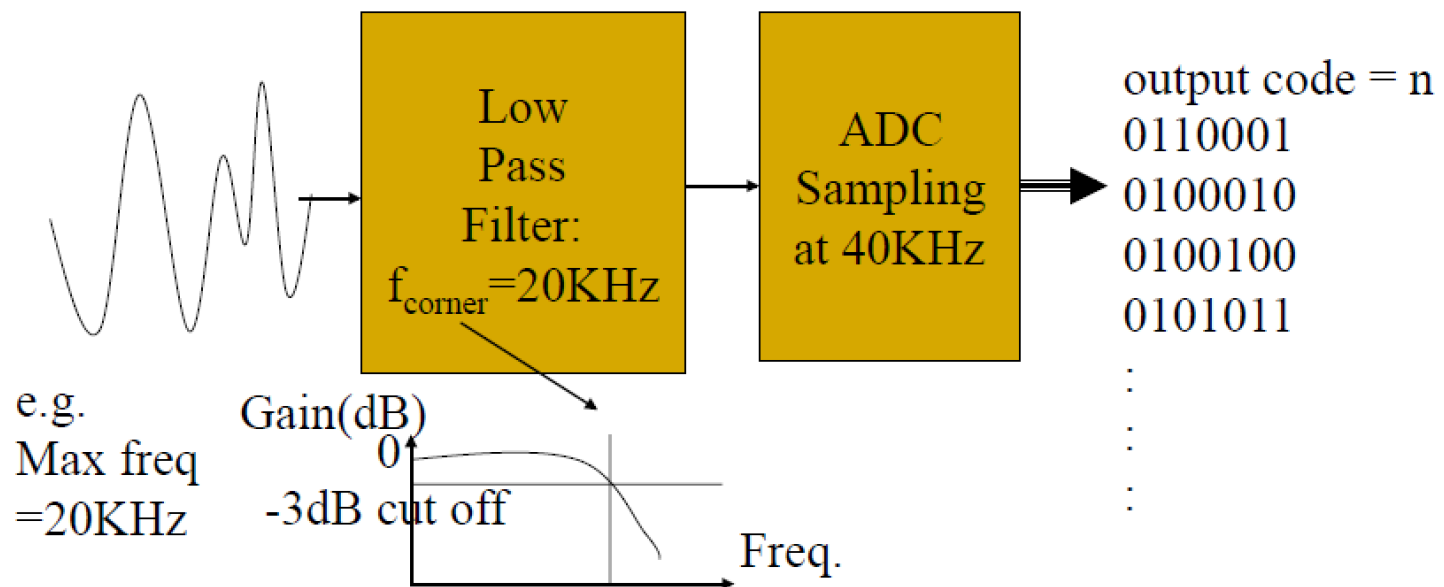 Low
Pass
Filter:
f_corner=20KHz
ADC
Sampling
at 40KHz
output code = n
0110001
0100010
0100100
0101011
:
:
:
e.g.
Max freq
=20KHz
Gain(dB)
0
-3dB cut off
Freq.